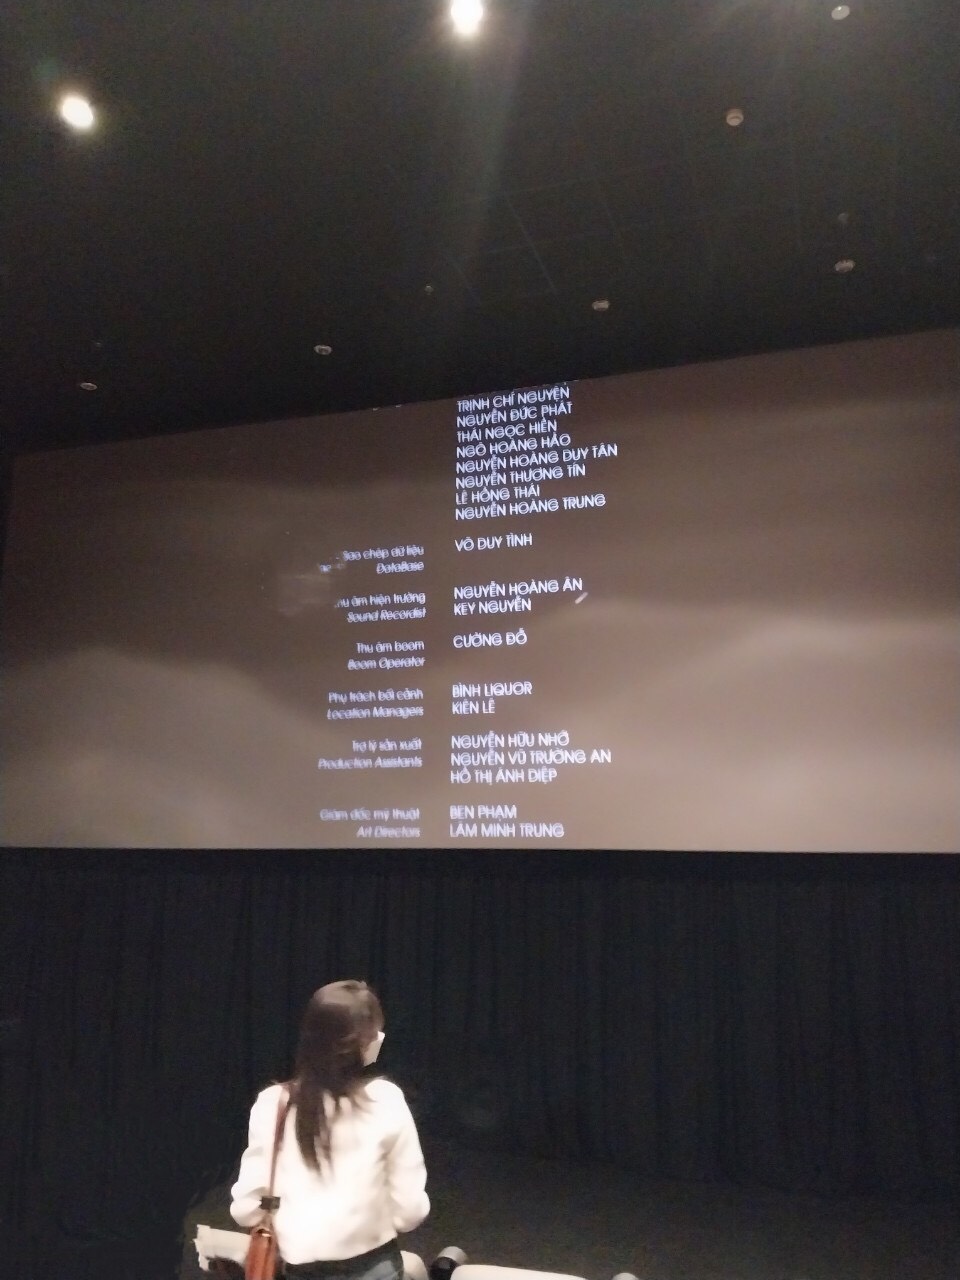 TRỊNH CHÍ NGUYỆN
NGUYỄN ĐỨC PHÁT
THÁI NGỌC HIỀN
NGÔ HOÀNG HẢO
NGUYỄN HOÀNG DUY TÂN
NGUYỄN THƯƠNG TÍN
LÊ HỒNG THÁI
NGUYỄN HOÀNG TRUNG
Sao chép dữ liệu VÕ DUY TÌNH
DataBase
âm hiện trường NGUYỄN HOÀNG ÂN
Sound Recordist KEY NGUYỄN
Thu âm boom CƯỜNG ĐỖ
Boom Operator
Phụ trách bối cảnh BÌNH LIQUOR
Location Managers KIÊN LÊ
Trợ lý sản xuất NGUYỄN HỮU NHỚ
Production Assistants NGUYỄN VŨ TRƯỜNG AN
HỒ THỊ ÁNH DIỆP
Giám đốc mỹ thuật BEN PHẠM
Art Directors LÂM MINH TRUNG